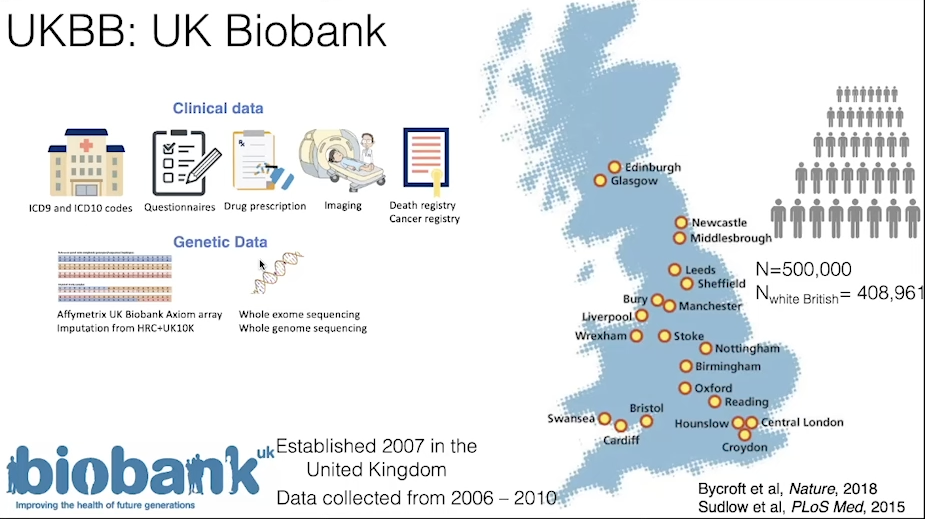 UKBB: UK Biobank
Clinical data
ICD9 and ICD10 codes
Questionnaires
Drug prescription
Imaging
Death registry
Cancer registry
Genetic Data
Affymetrix UK Biobank Axiom array
Imputation from HRC+UK10K
Whole exome sequencing
Whole genome sequencing
Edinburgh
Glasgow
Newcastle
Middlesbrough
Leeds
Sheffield
Bury
Manchester
Liverpool
Wrexham
Stoke
Nottingham
Birmingham
Oxford
Reading
Bristol
Swansea
Cardiff
Hounslow
Central London
Croydon
N=500,000
Nwhite British= 408,961
biobank uk
Improving the health of future generations
Established 2007 in the
United Kingdom
Data collected from 2006 – 2010
Bycroft et al, Nature, 2018
Sudlow et al, PLoS Med, 2015